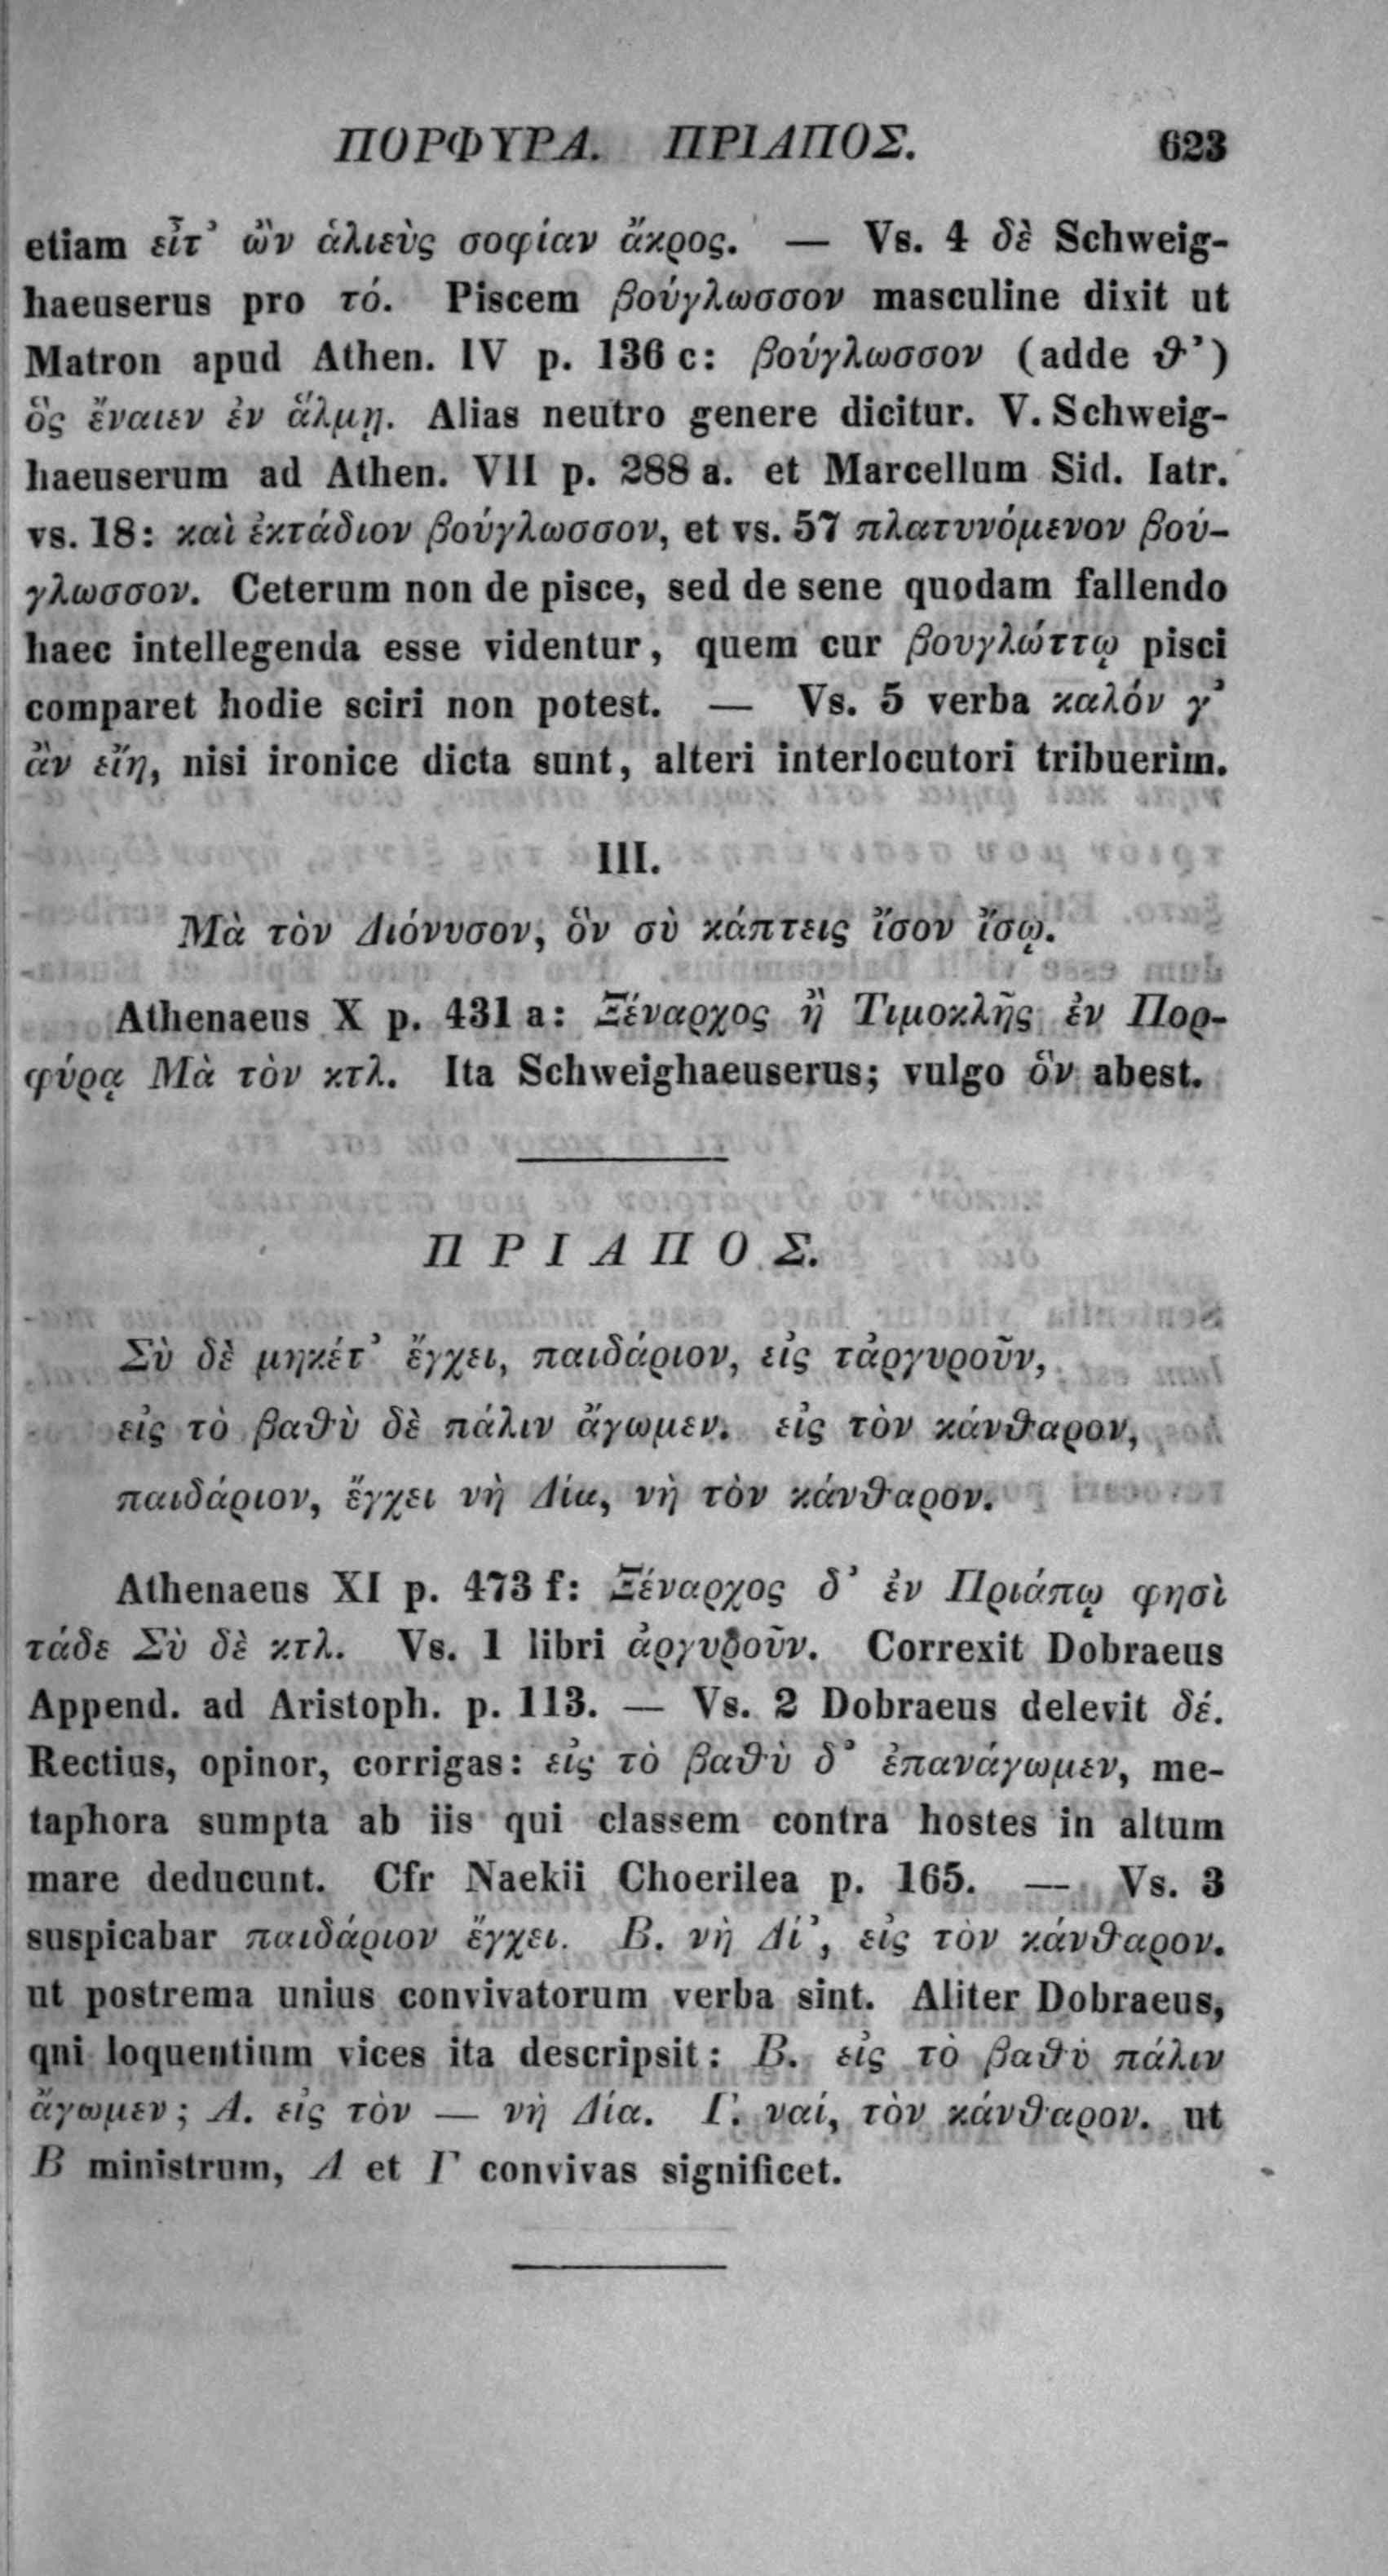 ΠΟΡΦΥΡΑ. ΠΡΙΑΠΟΣ. 623
etiam εἶτ᾽ ὢν ἁλιεὺς σοφίαν ἄκρος. — Vs. 4 δὲ Schweig-
haeuserus pro τό. Piscem βούγλωσσον masculine dixit ut
Matron apud Athen. IV p. 136 c: βούγλωσσον (adde ϑ᾽)
ὃς ἔναιεν ἐν ἅλμῃ. Alias neutro genere dicitur. V. Schweig-
haeuserum ad Athen. VII p. 288 a. et Marcellum Sid. Iatr.
vs. 18: καὶ ἐκτάδιον βούγλωσσον, et vs. 57 πλατυνόμενον βού-
γλωσσον. Ceterum non de pisce, sed de sene quodam fallendo
haec intellegenda esse videntur, quem cur βουγλώττῳ pisci
comparet hodie sciri non potest. — Vs. 5 verba καλόν γ᾽
ἂν εἴη, nisi ironice dicta sunt, alteri interlocutori tribuerim.
III.
Μὰ τὸν Διόνυσον, ὃν σὺ κάπτεις ἴσον ἴσῳ.
Athenaeus X p. 431 a: Ξέναρχος ἢ Τιμοκλῆς ἐν Πορ-
φύρᾳ Μὰ τὸν κτλ. Ita Schweighaeuserus; vulgo ὃν abest.
ΠΡΙΑΠΟΣ.
Σὺ δὲ μηκέτ᾽ ἔγχει, παιδάριον, εἰς τἀργυροῦν,
εἰς τὸ βαϑὺ δὲ πάλιν ἄγωμεν. εἰς τὸν κάνϑαρον,
παιδάριον, ἔγχει νὴ Δία, νὴ τὸν κάνϑαρον.
Athenaeus XI p. 473 f: Ξέναρχος δ᾽ ἐν Πριάπῳ φησὶ
τάδε Σὺ δὲ κτλ. Vs. 1 libri ἀργυροῦν. Correxit Dobraeus
Append. ad Aristoph. p. 113. — Vs. 2 Dobraeus delevit δέ.
Rectius, opinor, corrigas: εἰς τὸ βαϑὺ δ᾽ ἐπανάγωμεν, me-
taphora sumpta ab iis qui classem contra hostes in altum
mare deducunt. Cfr Naekii Choerilea p. 165. — Vs. 3
suspicabar παιδάριον ἔγχει. Β. νὴ Δί᾽, εἰς τὸν κάνϑαρον.
ut postrema unius convivatorum verba sint. Aliter Dobraeus,
qui loquentium vices ita descripsit: Β. εἰς τὸ βαϑὺ πάλιν
ἄγωμεν; Α. εἰς τὸν — νὴ Δία. Γ. ναί, τὸν κάνϑαρον. ut
Β ministrum, Α et Γ convivas significet.